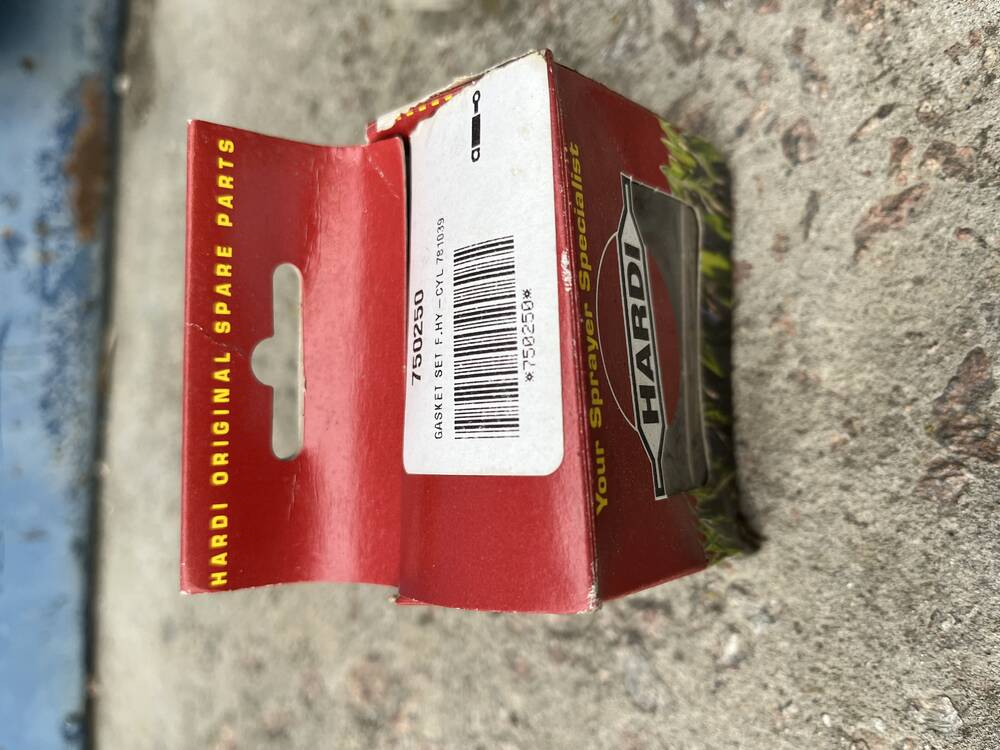 HARDI ORIGINAL SPARE PARTS
750250
GASKET SET F.HY-CYL 781039
*750250*
Your Sprayer Specialist
HARDI